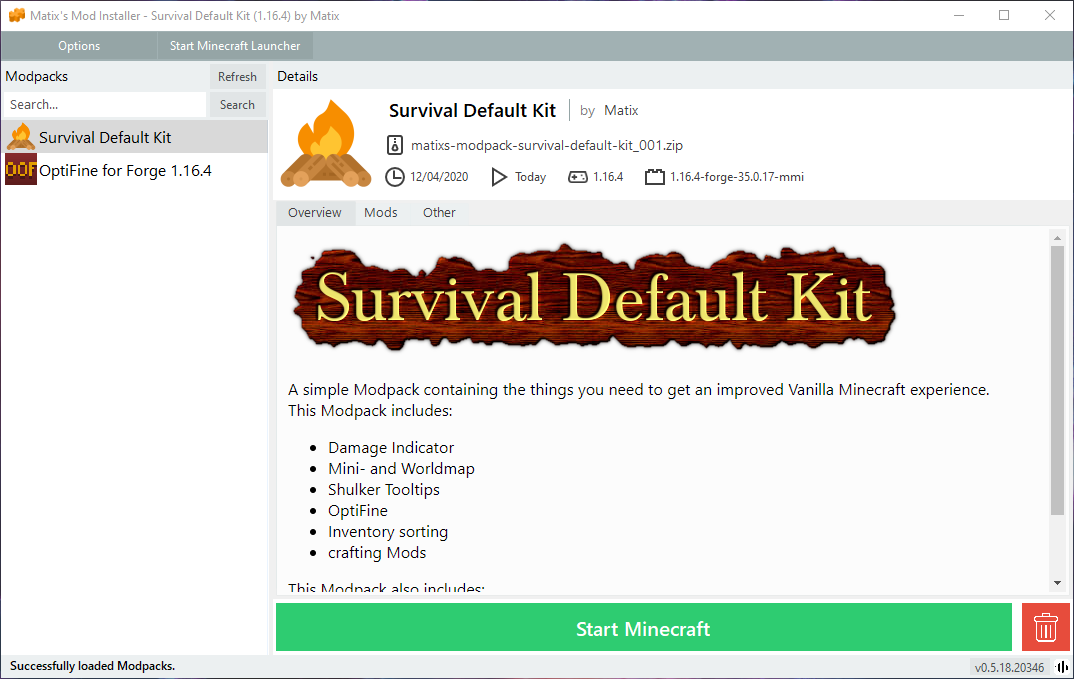 Matix's Mod Installer - Survival Default Kit (1.16.4) by Matix
Options
Start Minecraft Launcher
Modpacks
Refresh
Search...
Search
Survival Default Kit
OOF
OptiFine for Forge 1.16.4
Details
Survival Default Kit
by Matix
matixs-modpack-survival-default-kit_001.zip
12/04/2020
Today
1.16.4
1.16.4-forge-35.0.17-mmi
Overview
Mods
Other
Survival Default Kit
A simple Modpack containing the things you need to get an improved Vanilla Minecraft experience.
This Modpack includes:
Damage Indicator
Mini- and Worldmap
Shulker Tooltips
OptiFine
Inventory sorting
crafting Mods
This Modpack also includes:
Start Minecraft
Successfully loaded Modpacks.
v0.5.18.20346